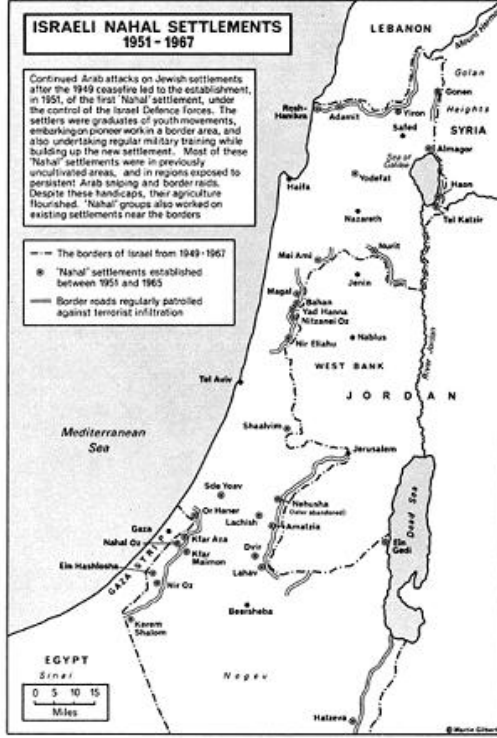 ISRAELI NAHAL SETTLEMENTS
1951 - 1967
Continued Arab attacks on Jewish settlements
after the 1949 ceasefire led to the establishment,
in 1951, of the first 'Nahal' settlement, under
the control of the Israel Defence Forces. The
settlers were graduates of youth movements,
embarking on pioneer work in a border area, and
also undertaking regular military training while
building up the new settlement. Most of these
'Nahal' settlements were in previously
uncultivated areas, and in regions exposed to
persistent Arab sniping and border raids.
Despite these handicaps, their agriculture
flourished. 'Nahal' groups also worked on
existing settlements near the borders
The borders of Israel from 1949-1967
'Nahal' settlements established
between 1951 and 1965
Border roads regularly patrolled
against terrorist infiltration
LEBANON
Mount Hermon
Golan
Heights
Gonen
SYRIA
Rosh-
Hanikra
Adamit
Yiron
Safed
Almagor
Sea of
Galilee
Haon
Tel Katzir
Haifa
Yodefat
Nazareth
Mei Ami
Nurit
Jenin
Magal
Bahan
Yad Hanna
Nitzanei Oz
Nir Eliahu
Nablus
WEST BANK
River Jordan
JORDAN
Tel Aviv
Mediterranean
Sea
Shaalvim
Jerusalem
Sde Yoav
Or Haner
Nehusha
(later abandoned)
Lachish
Amatzia
Gaza
Nahal Oz
Kfar Aza
Kfar
Maimon
Ein Hashlosha
GAZA STRIP
Nir Oz
Dvir
Lahav
Ein
Gedi
Dead Sea
Beersheba
Kerem
Shalom
EGYPT
Sinai
Negev
0 5 10 15
Miles
Hatzeva
© Martin Gilbert